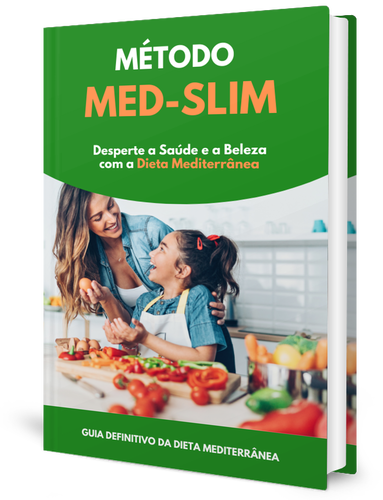 MÉTODO
MED-SLIM
Desperte a Saúde e a Beleza
com a Dieta Mediterrânea
GUIA DEFINITIVO DA DIETA MEDITERRÂNEA